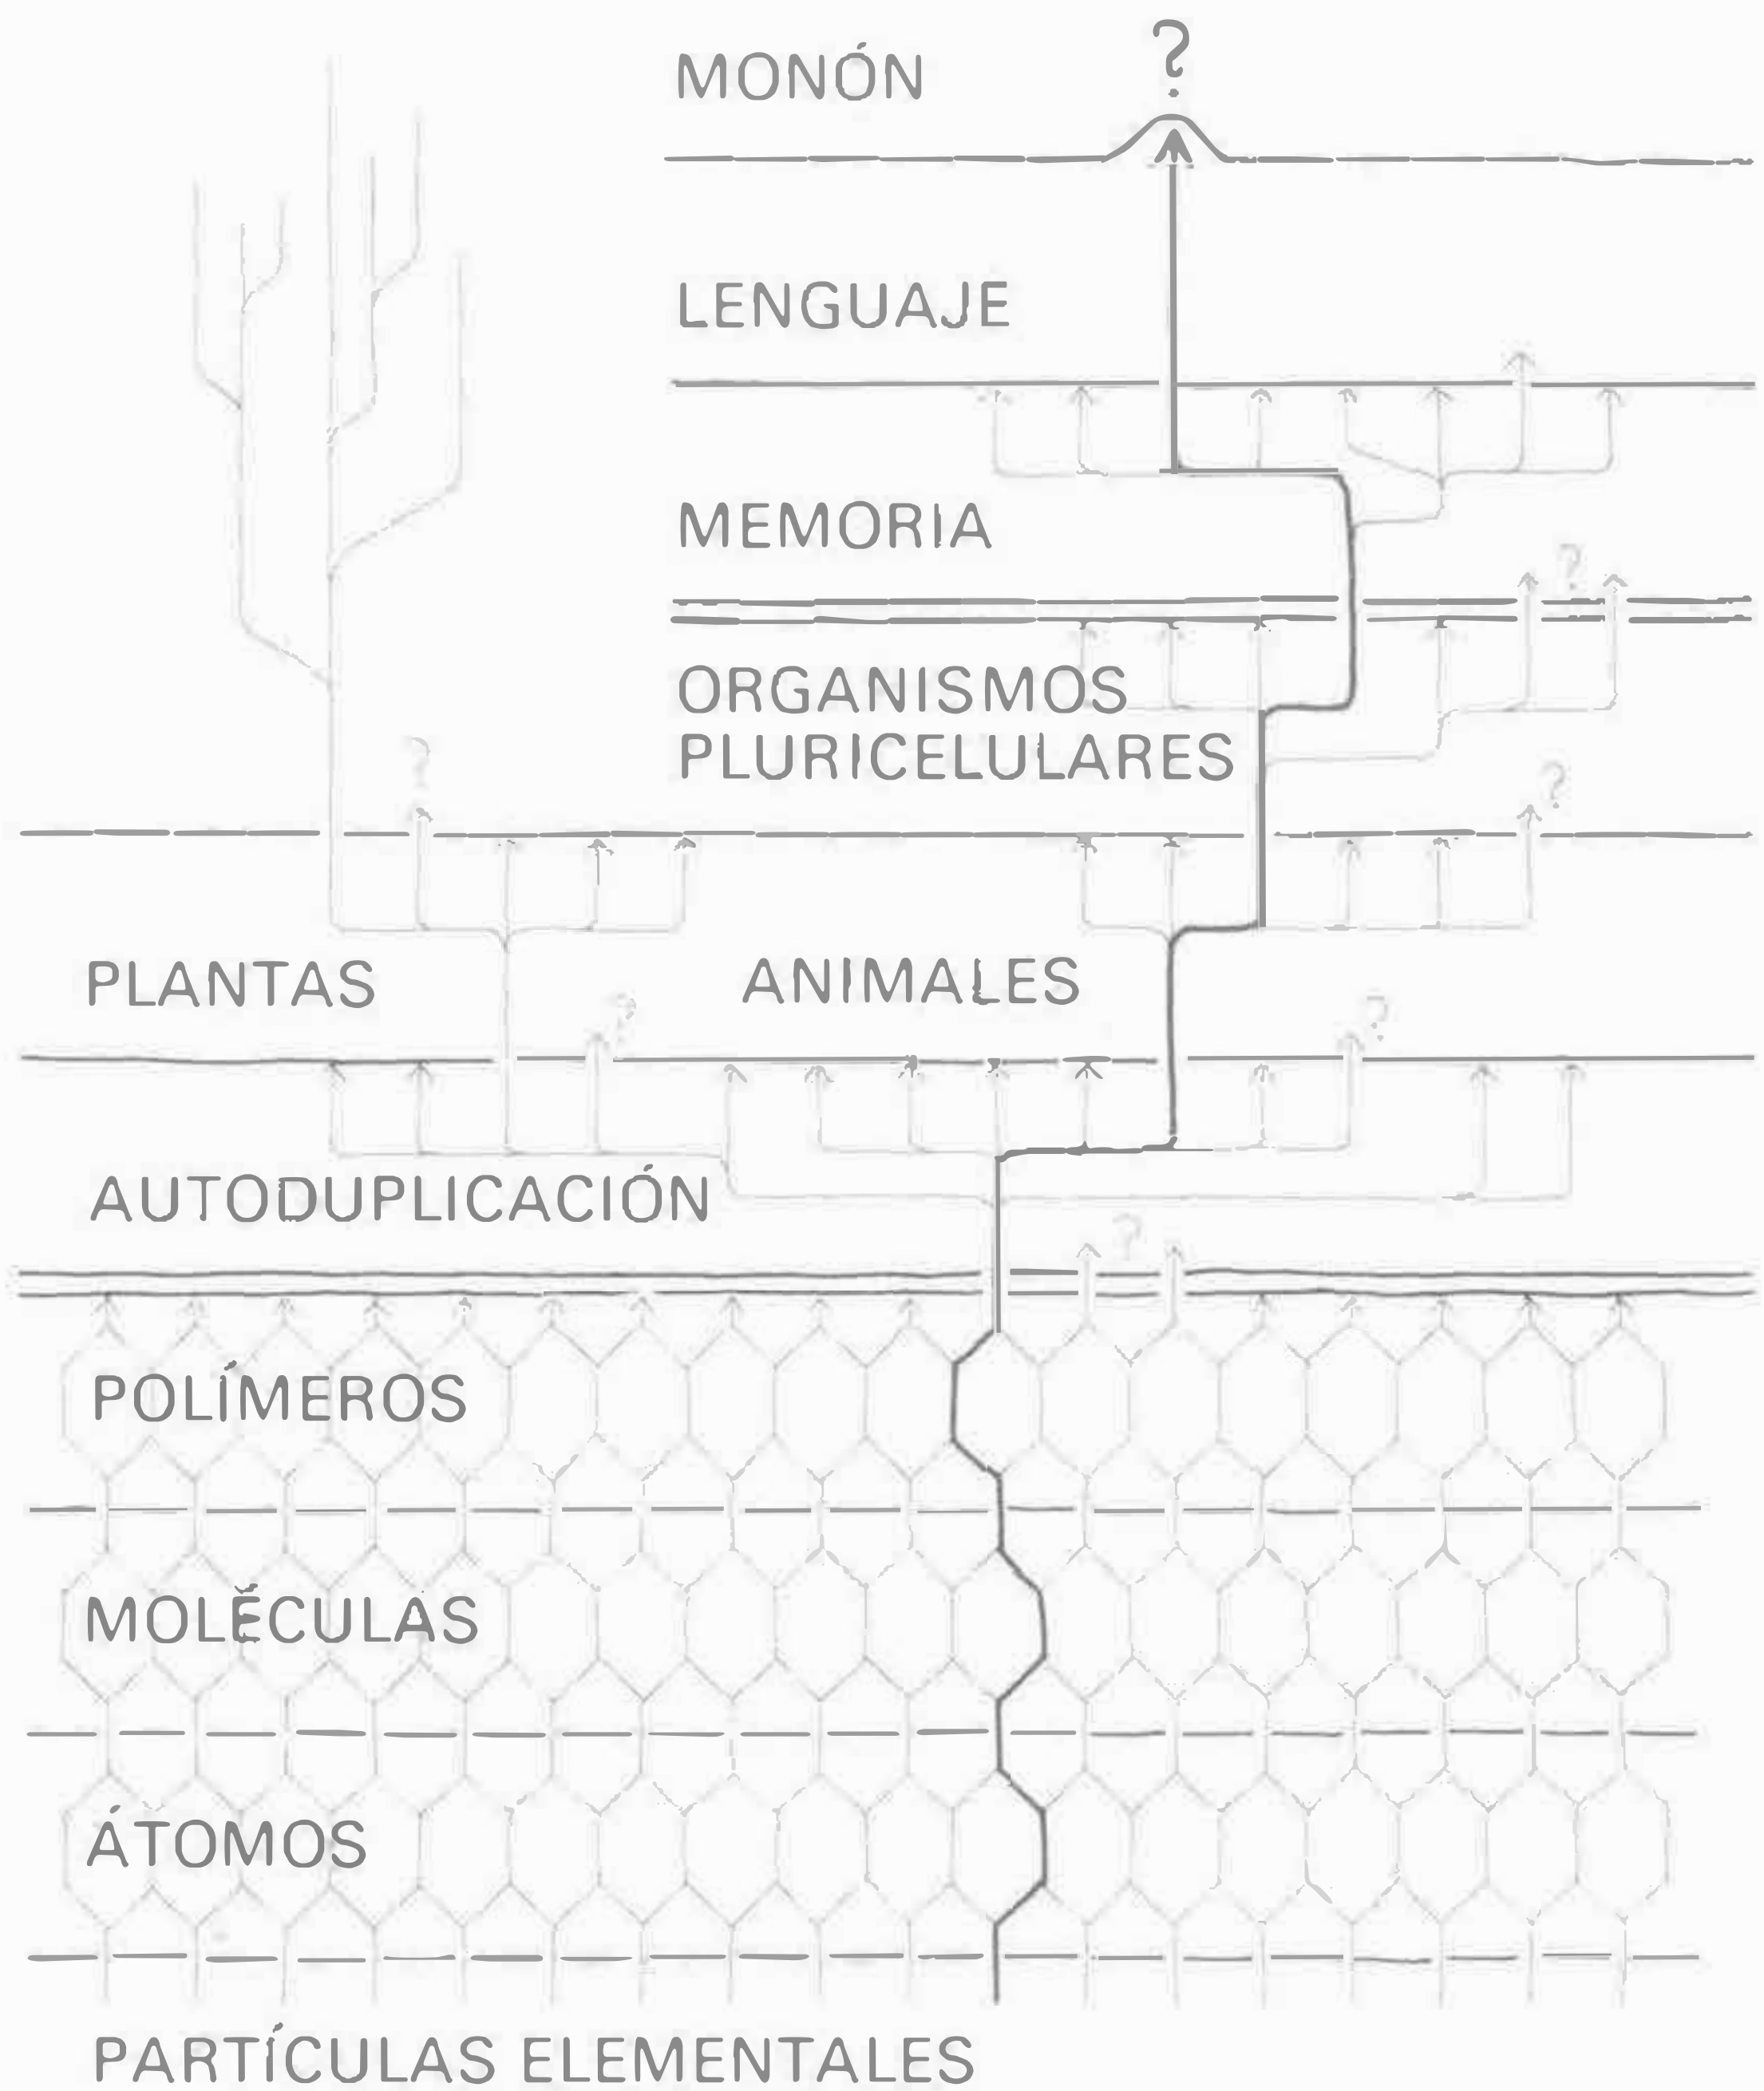 MONÓN
?
LENGUAJE
MEMORIA
?
ORGANISMOS
PLURICELULARES
?
?
PLANTAS
ANIMALES
?
?
AUTODUPLICACIÓN
?
POLÍMEROS
MOLÉCULAS
ÁTOMOS
PARTÍCULAS ELEMENTALES